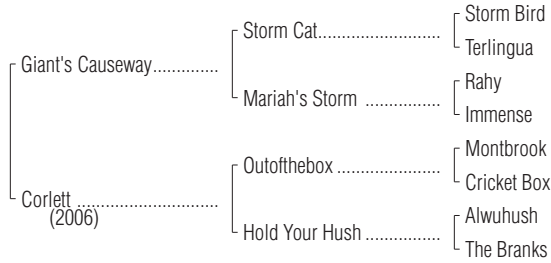 Storm Bird
Storm Cat..........................
Terlingua
Giant's Causeway..............
Rahy
Mariah's Storm ................
Immense
Montbrook
Outofthebox ......................
Cricket Box
Corlett ..............................
(2006)
Alwuhush
Hold Your Hush ................
The Branks